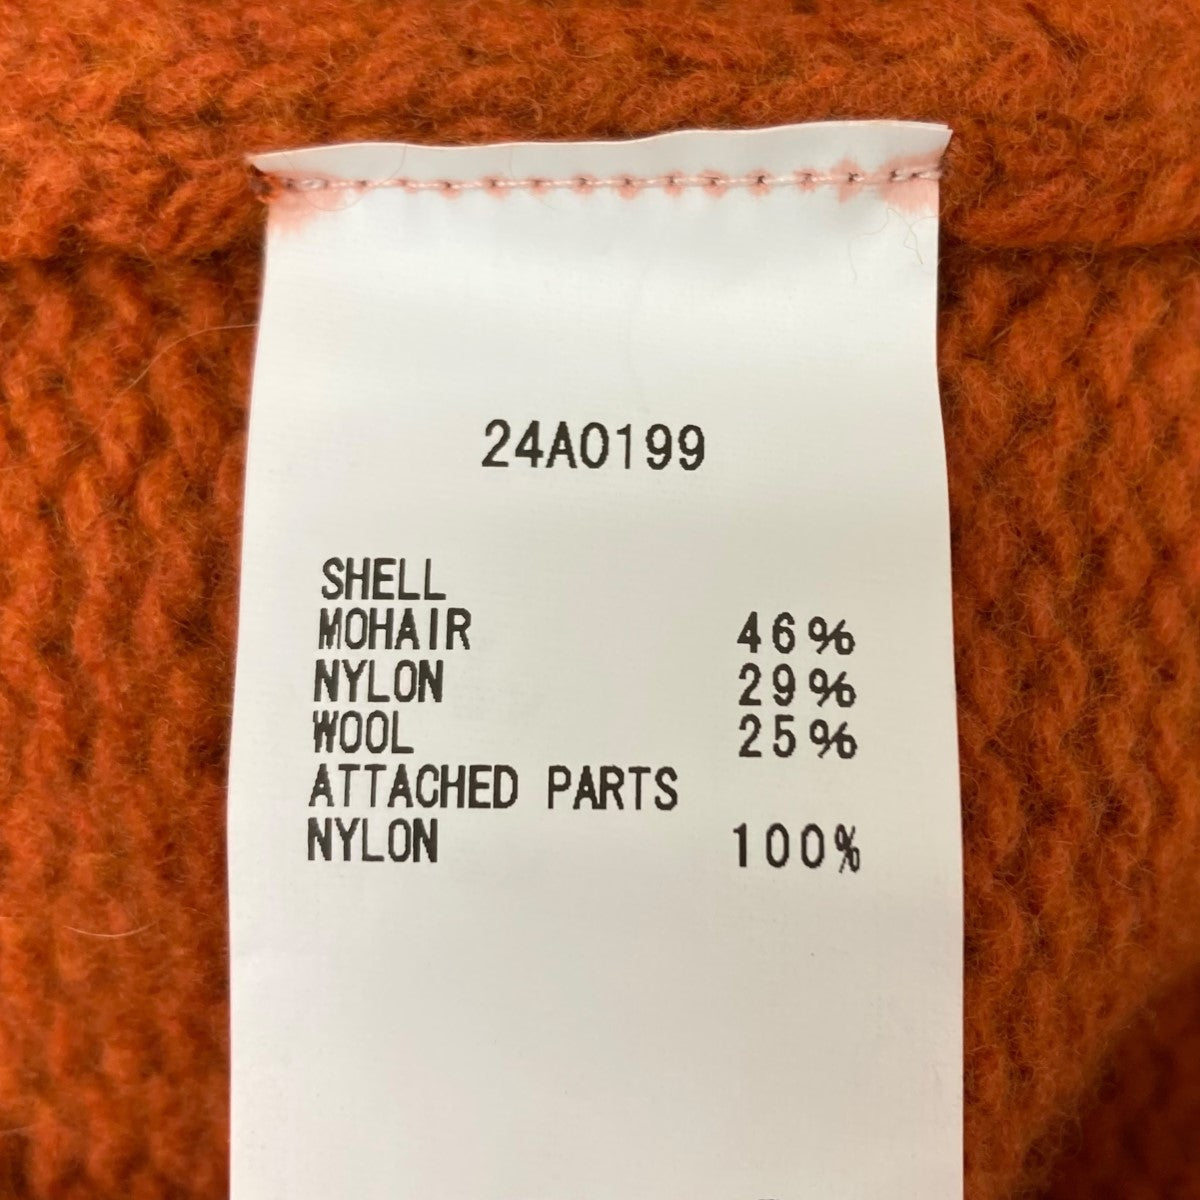 24A0199
SHELL
MOHAIR 46%
NYLON 29%
WOOL 25%
ATTACHED PARTS
NYLON 100%